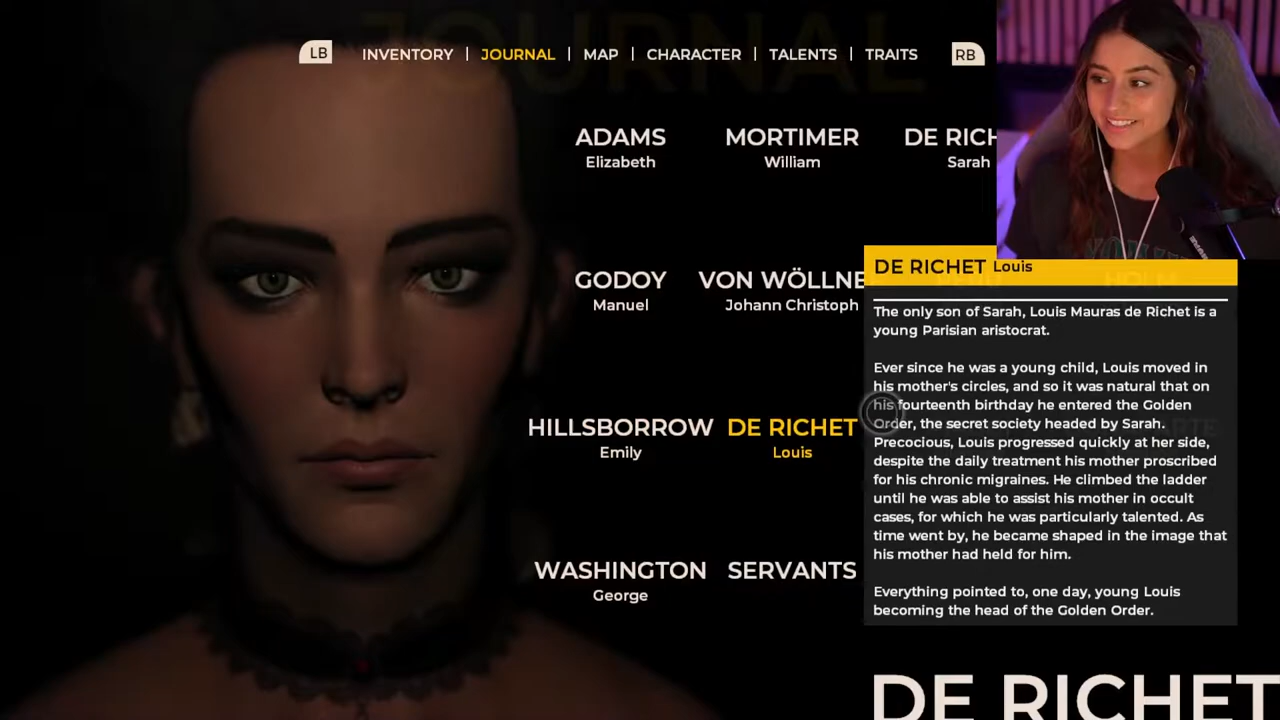 JOURNAL
LB INVENTORY | JOURNAL | MAP | CHARACTER | TALENTS | TRAITS RB
ADAMS MORTIMER DE RICH
Elizabeth William Sarah
GODOY VON WÖLLNE
Manuel Johann Christoph
HILLSBORROW DE RICHET
Emily Louis
WASHINGTON SERVANTS
George
DE RICHET Louis
The only son of Sarah, Louis Mauras de Richet is a
young Parisian aristocrat.
Ever since he was a young child, Louis moved in
his mother's circles, and so it was natural that on
his fourteenth birthday he entered the Golden
Order, the secret society headed by Sarah.
Precocious, Louis progressed quickly at her side,
despite the daily treatment his mother proscribed
for his chronic migraines. He climbed the ladder
until he was able to assist his mother in occult
cases, for which he was particularly talented. As
time went by, he became shaped in the image that
his mother had held for him.
Everything pointed to, one day, young Louis
becoming the head of the Golden Order.
DE RICHET